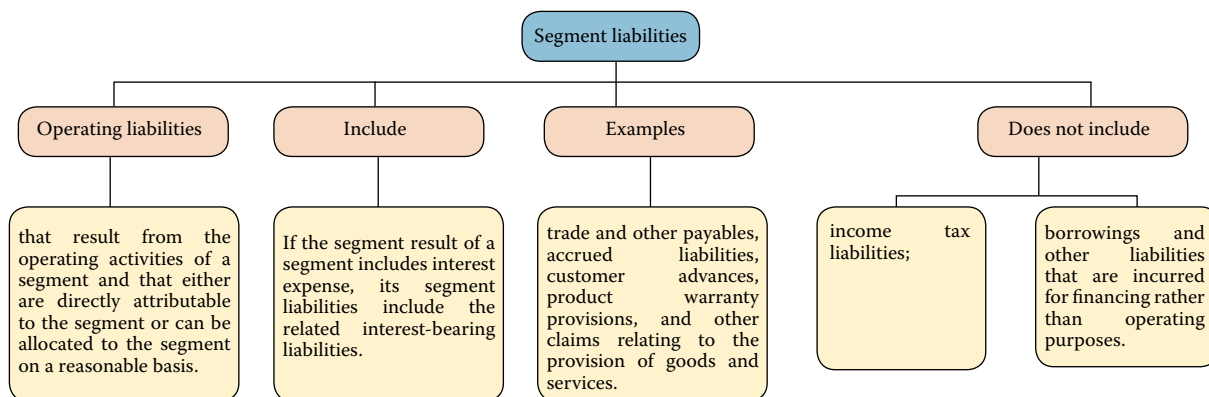 Segment liabilities
Operating liabilities
Include
Examples
Does not include
that result from the
operating activities of a
segment and that either
are directly attributable
to the segment or can be
allocated to the segment
on a reasonable basis.
If the segment result of a
segment includes interest
expense, its segment
liabilities include the
related interest-bearing
liabilities.
trade and other payables,
accrued liabilities,
customer advances,
product warranty
provisions, and other
claims relating to the
provision of goods and
services.
income tax
liabilities;
borrowings and
other liabilities
that are incurred
for financing rather
than operating
purposes.